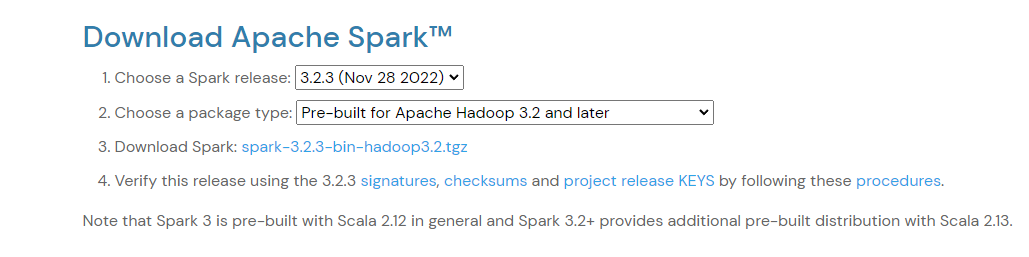 Download Apache Spark™
1. Choose a Spark release: 3.2.3 (Nov 28 2022)
2. Choose a package type: Pre-built for Apache Hadoop 3.2 and later
3. Download Spark: spark-3.2.3-bin-hadoop3.2.tgz
4. Verify this release using the 3.2.3 signatures, checksums and project release KEYS by following these procedures.
Note that Spark 3 is pre-built with Scala 2.12 in general and Spark 3.2+ provides additional pre-built distribution with Scala 2.13.